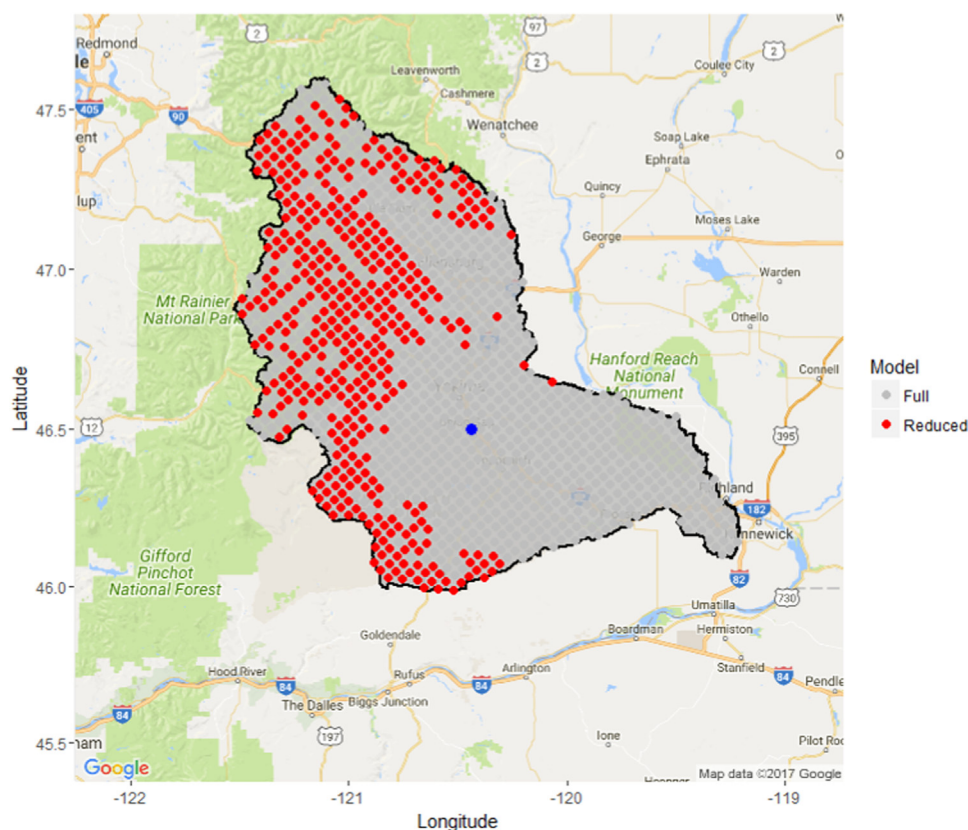 Redmond
97
2
2
Leavenworth
Coulee City
Cashmere
47.5
405
90
Wenatchee
Soap Lake
Ephrata
Quincy
Moses Lake
George
47.0
Warden
Mt Rainier
National Park
Othello
Hanford Reach
National
Monument
Connell
Model
Full
Reduced
Latitude
46.5
12
395
182
Gifford
Pinchot
National Forest
46.0
82
730
Umatilla
Goldendale
Boardman
Hermiston
Hood River
Rufus
Arlington
Stanfield
84
84
84
84
The Dalles
Biggs Junction
197
Ione
45.5
Google
Map data ©2017 Google
-122
-121
-120
-119
Longitude